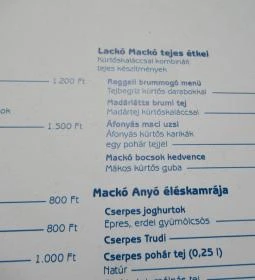 Lackó Mackó tejes étkei
Kürtőskaláccsal kombinált
tejes készítmények
1.200 Ft
Reggeli brummogó menü
Tejbegríz kürtős darabokkal
Madárlátta brumi tej
ok
Madártej kürtőskaláccsal
1.500 Ft
Áfonyás maci uzsi
Áfonyás kürtős karikák
egy pohár tejjel
Mackó bocsok kedvence
Mákos kürtős guba
Mackó Anyó éléskamrája
800 Ft
Cserpes joghurtok
Epres, erdei gyümölcsös
800 Ft
Cserpes Trudi
1.000 Ft
Cserpes pohár tej (0,25 l)
Natúr